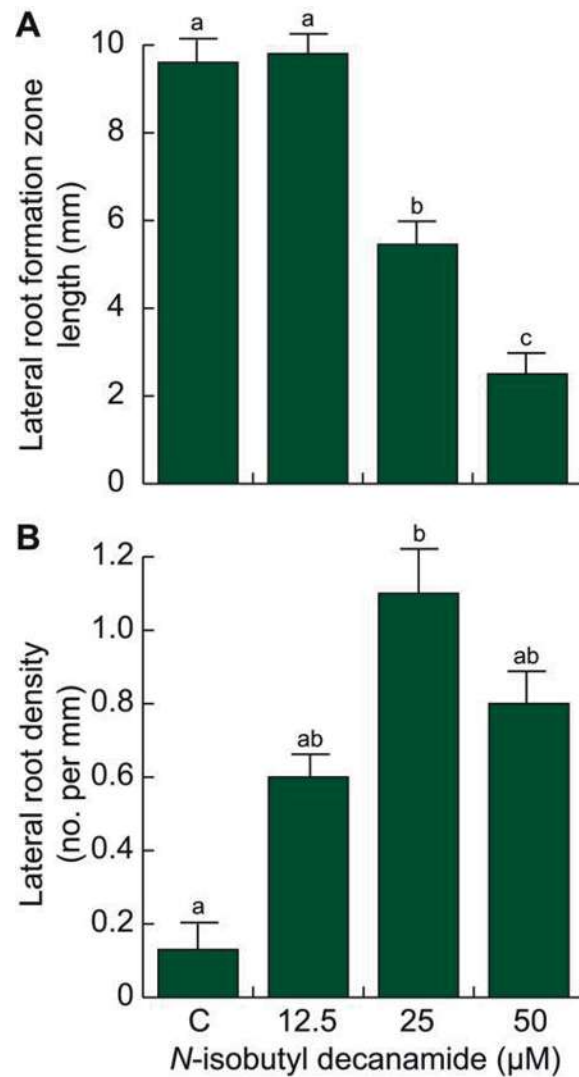 A
Lateral root formation zone
length (mm)
10
8
6
4
2
0
a
a
b
c
B
Lateral root density
(no. per mm)
1.2
1.0
0.8
0.6
0.4
0.2
0
a
ab
b
ab
C 12.5 25 50
N-isobutyl decanamide (µM)